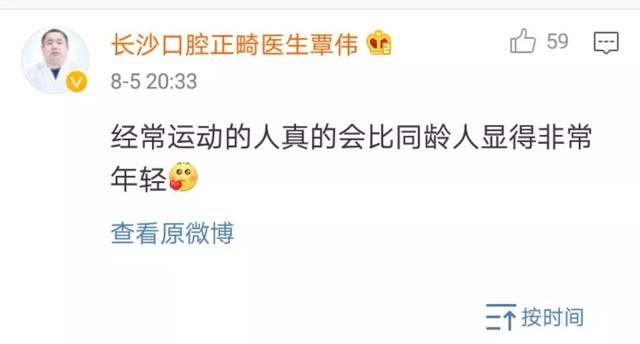 长沙口腔正畸医生覃伟
59
8-5 20:33
经常运动的人真的会比同龄人显得非常
年轻
查看原微博
按时间